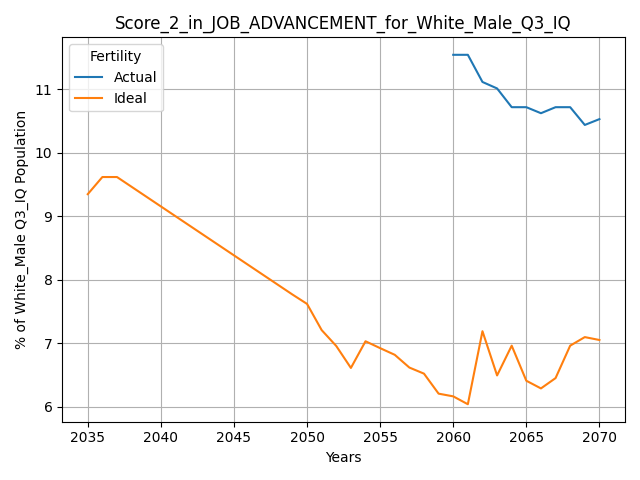 Score_2_in_JOB_ADVANCEMENT_for_White_Male_Q3_IQ
Fertility
Actual
Ideal
% of White_Male Q3_IQ Population
11
10
9
8
7
6
2035 2040 2045 2050 2055 2060 2065 2070
Years